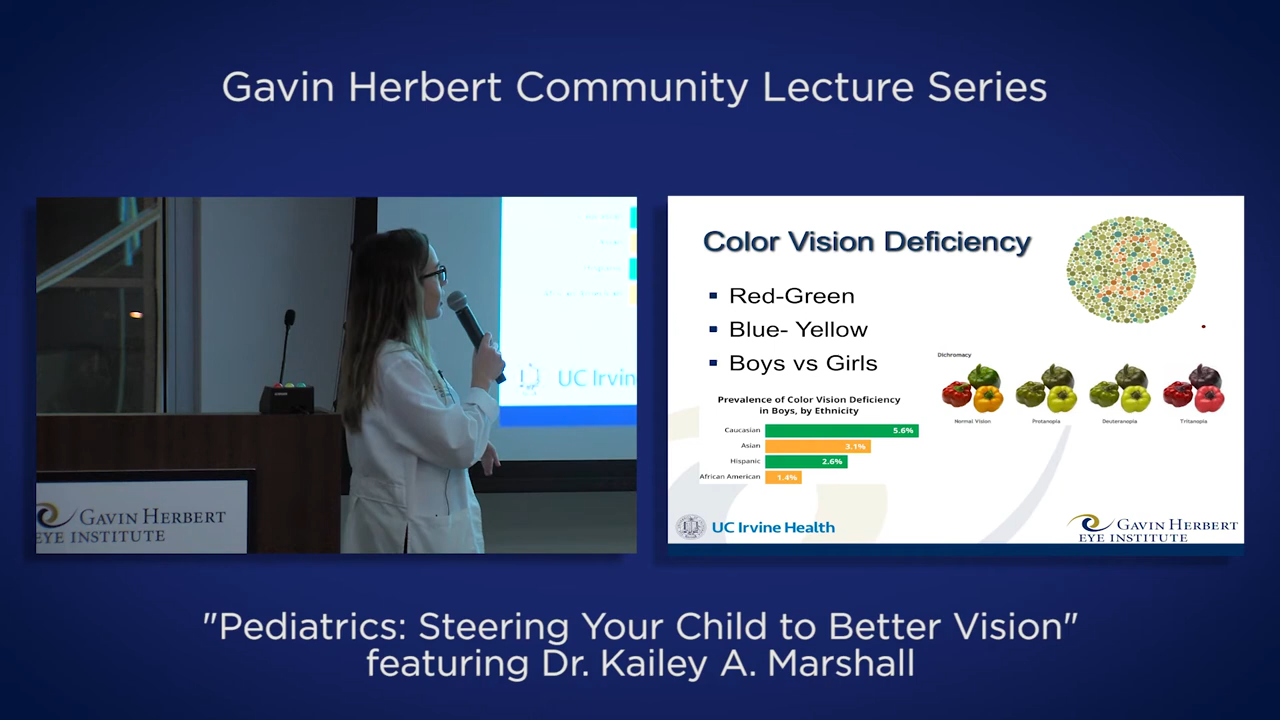 Gavin Herbert Community Lecture Series
UC Irvin
GAVIN HERBERT
EYE INSTITUTE
Color Vision Deficiency
Red-Green
Blue- Yellow
Boys vs Girls
Dichromacy
Normal Vision
Protanopia
Deuteranopia
Tritanopia
Prevalence of Color Vision Deficiency
in Boys, by Ethnicity
Caucasian 5.6%
Asian 3.1%
Hispanic 2.6%
African American 1.4%
UC Irvine Health
GAVIN HERBERT
EYE INSTITUTE
"Pediatrics: Steering Your Child to Better Vision"
featuring Dr. Kailey A. Marshall